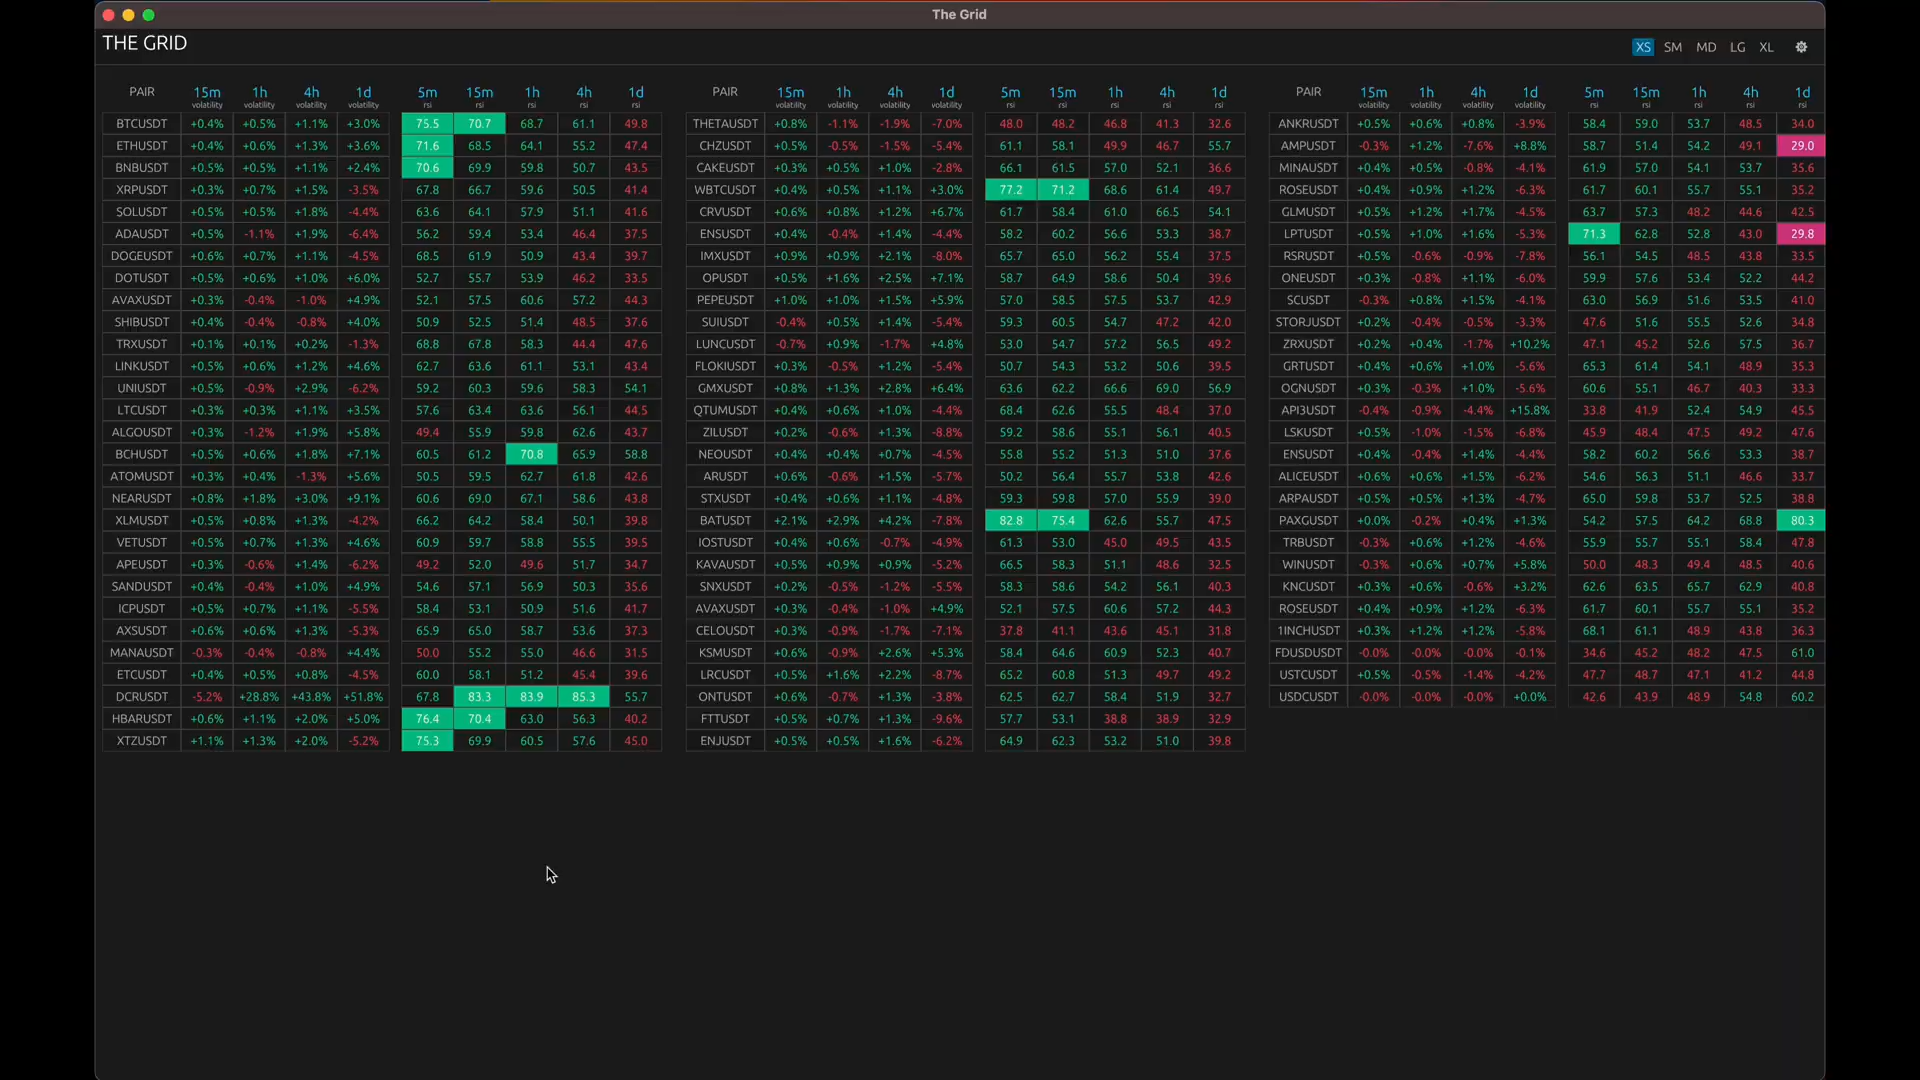 The Grid
THE GRID
XS SM MD LG XL
PAIR 15m 1h 4h 1d 5m 15m 1h 4h 1d PAIR 15m 1h 4h 1d 5m 15m 1h 4h 1d PAIR 15m 1h 4h 1d 5m 15m 1h 4h 1d
volatility volatility volatility volatility rsi rsi rsi rsi rsi volatility volatility volatility volatility rsi rsi rsi rsi rsi volatility volatility volatility volatility rsi rsi rsi rsi rsi
BTCUSDT +0.4% +0.5% +1.1% +3.0% 75.5 70.7 68.7 61.1 49.8 THETAUSDT +0.8% -1.1% -1.9% -7.0% 48.0 48.2 46.8 41.3 32.6 ANKRUSDT +0.5% +0.6% +0.8% -3.9% 58.4 59.0 53.7 48.5 34.0
ETHUSDT +0.4% +0.6% +1.3% +3.6% 71.6 68.5 64.1 55.2 47.4 CHZUSDT +0.5% -0.5% -1.5% -5.4% 61.1 58.1 49.9 46.7 55.7 AMPUSDT -0.3% +1.2% -7.6% +8.8% 58.7 51.4 54.2 49.1 29.0
BNBUSDT +0.5% +0.5% +1.1% +2.4% 70.6 69.9 59.8 50.7 43.5 CAKEUSDT +0.3% +0.5% +1.0% -2.8% 66.1 61.5 57.0 52.1 36.6 MINAUSDT +0.4% +0.5% -0.8% -4.1% 61.9 57.0 54.1 53.7 35.6
XRPUSDT +0.3% +0.7% +1.5% -3.5% 67.8 66.7 59.6 50.5 41.4 WBTCUSDT +0.4% +0.5% +1.1% +3.0% 77.2 71.2 68.6 61.4 49.7 ROSEUSDT +0.4% +0.9% +1.2% -6.3% 61.7 60.1 55.7 55.1 35.2
SOLUSDT +0.5% +0.5% +1.8% -4.4% 63.6 64.1 57.9 51.1 41.6 CRVUSDT +0.6% +0.8% +1.2% +6.7% 61.7 58.4 61.0 66.5 54.1 GLMUSDT +0.5% +1.2% +1.7% -4.5% 63.7 57.3 48.2 44.6 42.5
ADAUSDT +0.5% -1.1% +1.9% -6.4% 56.2 59.4 53.4 46.4 37.5 ENSUSDT +0.4% -0.4% +1.4% -4.4% 58.2 60.2 56.6 53.3 38.7 LPTUSDT +0.5% +1.0% +1.6% -5.3% 71.3 62.8 52.8 43.0 29.8
DOGEUSDT +0.6% +0.7% +1.1% -4.5% 68.5 61.9 50.9 43.4 39.7 IMXUSDT +0.9% +0.9% +2.1% -8.0% 65.7 65.0 56.2 55.4 37.5 RSRUSDT +0.5% -0.6% -0.9% -7.8% 56.1 54.5 48.5 43.8 33.5
DOTUSDT +0.5% +0.6% +1.0% +6.0% 52.7 55.7 53.9 46.2 33.5 OPUSDT +0.5% +1.6% +2.5% +7.1% 58.7 64.9 58.6 50.4 39.6 ONEUSDT +0.3% -0.8% +1.1% -6.0% 59.9 57.6 53.4 52.2 44.2
AVAXUSDT +0.3% -0.4% -1.0% +4.9% 52.1 57.5 60.6 57.2 44.3 PEPEUSDT +1.0% +1.0% +1.5% +5.9% 57.0 58.5 57.5 53.7 42.9 SCUSDT -0.3% +0.8% +1.5% -4.1% 63.0 56.9 51.6 53.5 41.0
SHIBUSDT +0.4% -0.4% -0.8% +4.0% 50.9 52.5 51.4 48.5 37.6 SUIUSDT -0.4% +0.5% +1.4% -5.4% 59.3 60.5 54.7 47.2 42.0 STORJUSDT +0.2% -0.4% -0.5% -3.3% 47.6 51.6 55.5 52.6 34.8
TRXUSDT +0.1% +0.1% +0.2% -1.3% 68.8 67.8 58.3 44.4 47.6 LUNCUSDT -0.7% +0.9% -1.7% +4.8% 53.0 54.7 57.2 56.5 49.2 ZRXUSDT +0.2% +0.4% -1.7% +10.2% 47.1 45.2 52.6 57.5 36.7
LINKUSDT +0.5% +0.6% +1.2% +4.6% 62.7 63.6 61.1 53.1 43.4 FLOKIUSDT +0.3% -0.5% +1.2% -5.4% 50.7 54.3 53.2 50.6 39.5 GRTUSDT +0.4% +0.6% +1.0% -5.6% 65.3 61.4 54.1 48.9 35.3
UNIUSDT +0.5% -0.9% +2.9% -6.2% 59.2 60.3 59.6 58.3 54.1 GMXUSDT +0.8% +1.3% +2.8% +6.4% 63.6 62.2 66.6 69.0 56.9 OGNUSDT +0.3% -0.3% +1.0% -5.6% 60.6 55.1 46.7 40.3 33.3
LTCUSDT +0.3% +0.3% +1.1% +3.5% 57.6 63.4 63.6 56.1 44.5 QTUMUSDT +0.4% +0.6% +1.0% -4.4% 68.4 62.6 55.5 48.4 37.0 API3USDT -0.4% -0.9% -4.4% +15.8% 33.8 41.9 52.4 54.9 45.5
ALGOUSDT +0.3% -1.2% +1.9% +5.8% 49.4 55.9 59.8 62.6 43.7 ZILUSDT +0.2% -0.6% +1.3% -8.8% 59.2 58.6 55.1 56.1 40.5 LSKUSDT +0.5% -1.0% -1.5% -6.8% 45.9 48.4 47.5 49.2 47.6
BCHUSDT +0.5% +0.6% +1.8% +7.1% 60.5 61.2 70.8 65.9 58.8 NEOUSDT +0.4% +0.4% +0.7% -4.5% 55.8 55.2 51.3 51.0 37.6 ENSUSDT +0.4% -0.4% +1.4% -4.4% 58.2 60.2 56.6 53.3 38.7
ATOMUSDT +0.3% +0.4% -1.3% +5.6% 50.5 59.5 62.7 61.8 42.6 ARUSDT +0.6% -0.6% +1.5% -5.7% 50.2 56.4 55.7 53.8 42.6 ALICEUSDT +0.6% +0.6% +1.5% -6.2% 54.6 56.3 51.1 46.6 33.7
NEARUSDT +0.8% +1.8% +3.0% +9.1% 60.6 69.0 67.1 58.6 43.8 STXUSDT +0.4% +0.6% +1.1% -4.8% 59.3 59.8 57.0 55.9 39.0 ARPAUSDT +0.5% +0.5% +1.3% -4.7% 65.0 59.8 53.7 52.5 38.8
XLMUSDT +0.5% +0.8% +1.3% -4.2% 66.2 64.2 58.4 50.1 39.8 BATUSDT +2.1% +2.9% +4.2% -7.8% 82.8 75.4 62.6 55.7 47.5 PAXGUSDT +0.0% -0.2% +0.4% +1.3% 54.2 57.5 64.2 68.8 80.3
VETUSDT +0.5% +0.7% +1.3% +4.6% 60.9 59.7 58.8 55.5 39.5 IOSTUSDT +0.4% +0.6% -0.7% -4.9% 61.3 53.0 45.0 49.5 43.5 TRBUSDT -0.3% +0.6% +1.2% -4.6% 55.9 55.7 55.1 58.4 47.8
APEUSDT +0.3% -0.6% +1.4% -6.2% 49.2 52.0 49.6 51.7 34.7 KAVAUSDT +0.5% +0.9% +0.9% -5.2% 66.5 58.3 51.1 48.6 32.5 WINUSDT -0.3% +0.6% +0.7% +5.8% 50.0 48.3 49.4 48.5 40.6
SANDUSDT +0.4% -0.4% +1.0% +4.9% 54.6 57.1 56.9 50.3 35.6 SNXUSDT +0.4% -0.5% -1.2% -5.5% 58.3 58.6 54.2 56.1 40.3 KNCUSDT +0.3% +0.6% -0.6% +3.2% 62.6 63.5 65.7 62.9 40.8
ICPUSDT +0.5% +0.7% +1.1% -5.5% 58.4 53.1 50.9 51.6 41.7 AVAXUSDT +0.3% -0.4% -1.0% +4.9% 52.1 57.5 60.6 57.2 44.3 ROSEUSDT +0.4% +0.9% +1.2% -6.3% 61.7 60.1 55.7 55.1 35.2
AXSUSDT +0.6% +0.6% +1.3% -5.3% 65.9 65.0 58.7 53.6 37.3 CELOUSDT +0.3% -0.9% -1.7% -7.1% 37.8 41.1 43.6 45.1 31.8 1INCHUSDT +0.3% +1.2% +1.2% -5.8% 68.1 61.1 48.9 43.8 36.3
MANAUSDT -0.3% -0.4% -0.8% +4.4% 50.0 55.2 55.0 46.6 31.5 KSMUSDT +0.6% -0.9% +2.6% +5.3% 58.4 64.6 60.9 52.3 40.7 FDUSDUSDT -0.0% -0.0% -0.0% -0.1% 34.6 45.2 48.2 47.5 61.0
ETCUSDT +0.4% +0.5% +0.8% -4.5% 60.0 58.1 51.2 45.4 39.6 LRCUSDT +0.5% +1.6% +2.2% -8.7% 65.2 60.8 51.3 49.7 49.2 USTCUSDT +0.5% -0.5% -1.4% -4.2% 47.7 48.7 47.1 41.2 44.8
DCRUSDT -5.2% +28.8% +43.8% +51.8% 67.8 83.3 83.9 85.3 55.7 ONTUSDT +0.6% -0.7% +1.3% -3.8% 62.5 62.7 58.4 51.9 32.7 USDCUSDT -0.0% -0.0% -0.0% +0.0% 42.6 43.9 48.9 54.8 60.2
HBARUSDT +0.6% +1.1% +2.0% +5.0% 76.4 70.4 63.0 56.3 40.2 FTTUSDT +0.5% +0.7% +1.3% -9.6% 57.7 53.1 38.8 38.9 32.9
XTZUSDT +1.1% +1.3% +2.0% -5.2% 75.3 69.9 60.5 57.6 45.0 ENJUSDT +0.5% +0.5% +1.6% -6.2% 64.9 62.3 53.2 51.0 39.8